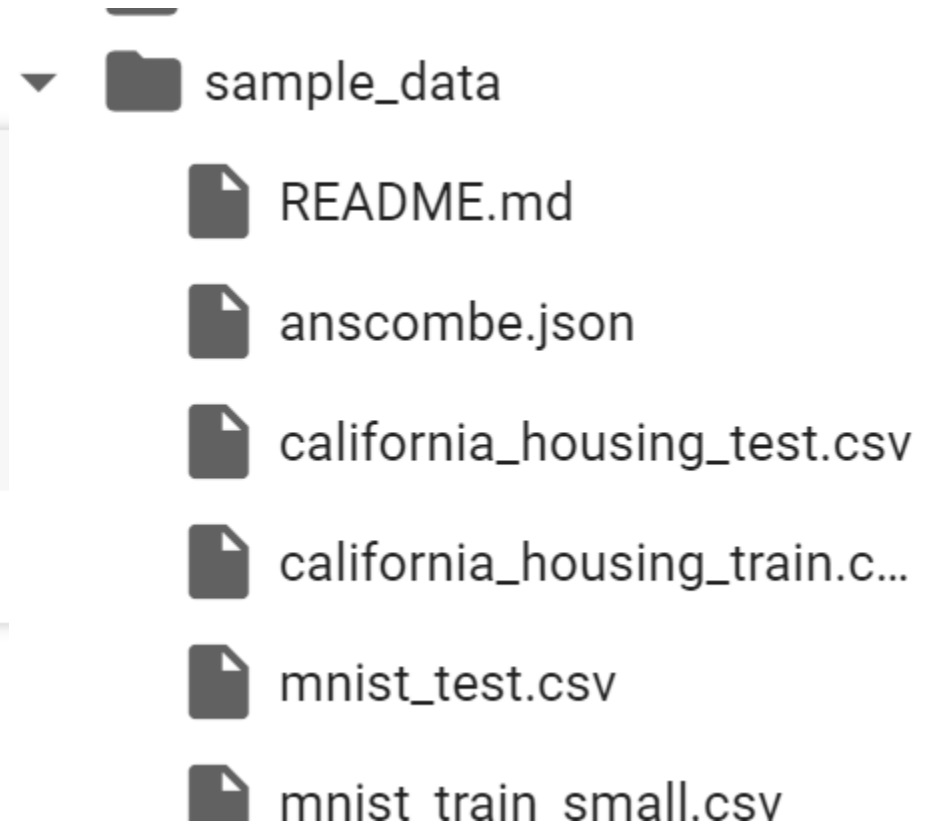 sample_data
README.md
anscombe.json
california_housing_test.csv
california_housing_train.c...
mnist_test.csv
mnist_train_small.csv